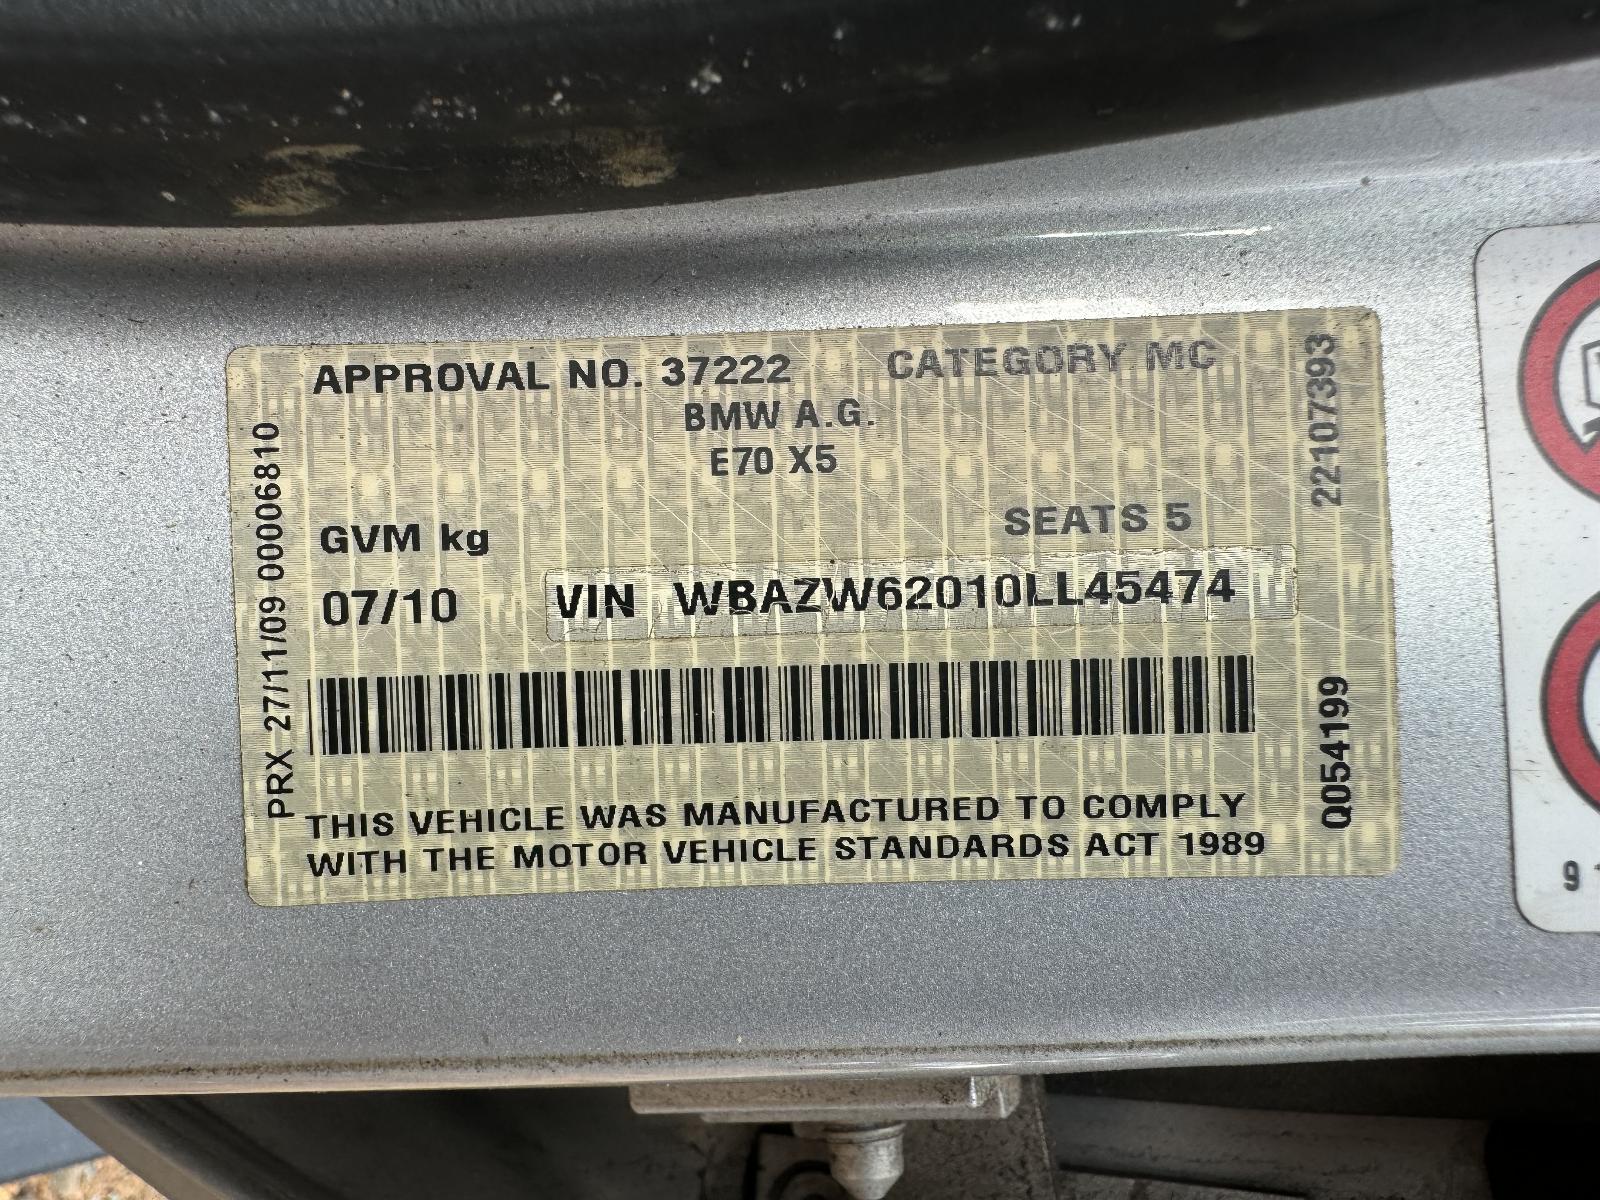 APPROVAL NO. 37222 CATEGORY MC
BMW A.G.
E70 X5
SEATS 5
GVM kg
07/10 VIN WBAZW62010LL45474
THIS VEHICLE WAS MANUFACTURED TO COMPLY
WITH THE MOTOR VEHICLE STANDARDS ACT 1989
PRX 27/11/09 00006810
22107393
Q054199
9